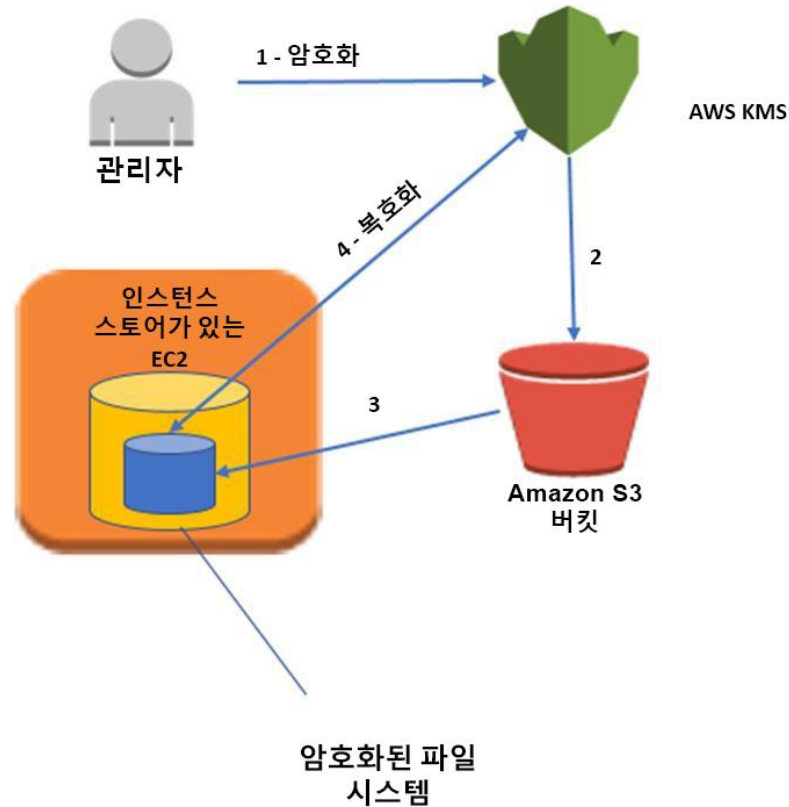 1 - 암호화
AWS KMS
관리자
4 - 복호화
2
인스턴스
스토어가 있는
EC2
3
Amazon S3
버킷
암호화된 파일
시스템